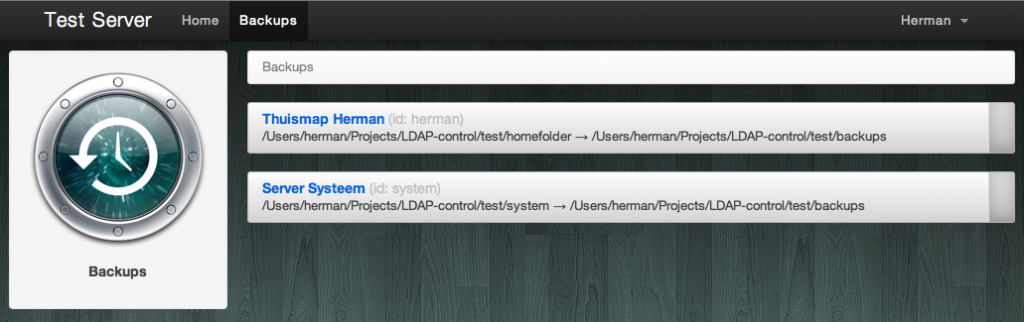 Test Server
Home
Backups
Herman
Backups
Backups
Thuismap Herman (id: herman)
/Users/herman/Projects/LDAP-control/test/homefolder → /Users/herman/Projects/LDAP-control/test/backups
Server Systeem (id: system)
/Users/herman/Projects/LDAP-control/test/system → /Users/herman/Projects/LDAP-control/test/backups